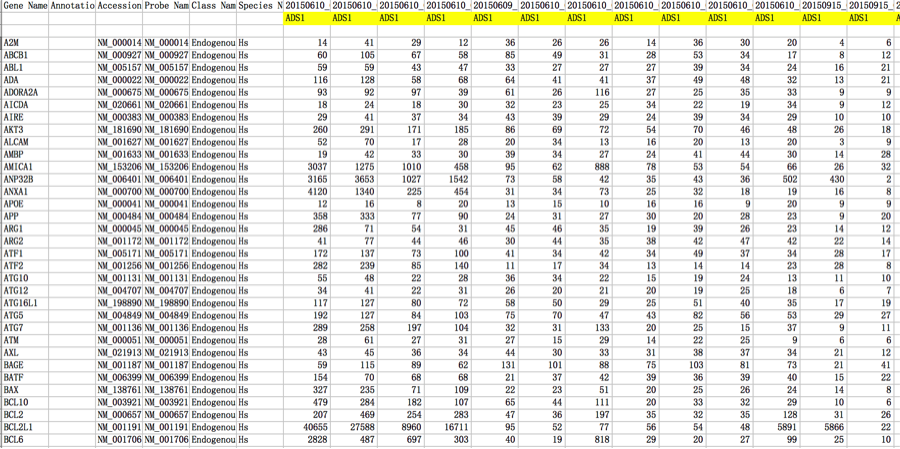 Gene Name Annotatio Accession Probe Nam Class Nam Species N 20150610_ 20150610_ 20150610_ 20150610_ 20150609_ 20150610_ 20150610_ 20150610_ 20150610_ 20150610_ 20150610_ 20150915_ 20150915_
ADS1 ADS1 ADS1 ADS1 ADS1 ADS1 ADS1 ADS1 ADS1 ADS1 ADS1 ADS1 ADS1
A2M NM_000014 NM_000014 Endogenou Hs 14 41 29 12 36 26 26 14 36 30 20 4 6
ABCB1 NM_000927 NM_000927 Endogenou Hs 60 105 67 58 85 49 31 28 53 34 17 8 12
ABL1 NM_005157 NM_005157 Endogenou Hs 59 59 43 47 33 27 27 27 39 34 24 16 21
ADA NM_000022 NM_000022 Endogenou Hs 116 128 58 68 64 41 41 37 49 48 32 13 21
ADORA2A NM_000675 NM_000675 Endogenou Hs 93 92 97 39 61 26 116 27 25 35 33 9 9
AICDA NM_020661 NM_020661 Endogenou Hs 18 24 18 30 32 23 25 34 22 19 34 9 12
AIRE NM_000383 NM_000383 Endogenou Hs 29 41 37 34 43 39 29 24 39 34 29 10 10
AKT3 NM_181690 NM_181690 Endogenou Hs 260 291 171 185 86 69 72 54 70 46 48 26 18
ALCAM NM_001627 NM_001627 Endogenou Hs 52 70 17 28 20 34 13 16 20 13 20 3 9
AMBP NM_001633 NM_001633 Endogenou Hs 19 42 33 30 39 34 27 24 41 44 30 14 28
AMICA1 NM_153206 NM_153206 Endogenou Hs 3037 1275 1010 458 95 62 888 78 53 54 66 26 32
ANP32B NM_006401 NM_006401 Endogenou Hs 3165 3653 1027 1542 73 58 42 35 43 36 502 430 2
ANXA1 NM_000700 NM_000700 Endogenou Hs 4120 1340 225 454 31 34 73 25 32 18 19 16 8
APOE NM_000041 NM_000041 Endogenou Hs 12 16 8 20 13 15 10 16 16 9 20 9 9
APP NM_000484 NM_000484 Endogenou Hs 358 333 77 90 24 31 27 30 20 28 23 9 20
ARG1 NM_000045 NM_000045 Endogenou Hs 286 71 54 31 45 46 35 19 39 26 23 14 12
ARG2 NM_001172 NM_001172 Endogenou Hs 41 77 44 46 30 44 35 38 42 47 42 22 14
ATF1 NM_005171 NM_005171 Endogenou Hs 172 137 73 100 41 34 42 34 49 37 34 28 17
ATF2 NM_001256 NM_001256 Endogenou Hs 282 239 85 140 11 17 34 13 14 14 23 28 8
ATG10 NM_001131 NM_001131 Endogenou Hs 55 48 22 28 36 34 22 15 19 24 13 11 10
ATG12 NM_004707 NM_004707 Endogenou Hs 34 41 22 31 26 20 21 20 19 25 18 6 7
ATG16L1 NM_198890 NM_198890 Endogenou Hs 117 127 80 72 58 50 29 25 51 40 35 17 19
ATG5 NM_004849 NM_004849 Endogenou Hs 192 127 84 103 75 70 47 43 82 56 53 29 27
ATG7 NM_001136 NM_001136 Endogenou Hs 289 258 197 104 32 31 133 20 25 15 37 9 11
ATM NM_000051 NM_000051 Endogenou Hs 28 61 27 31 27 15 29 14 22 25 9 6 6
AXL NM_021913 NM_021913 Endogenou Hs 43 45 36 34 44 30 33 31 38 37 34 21 12
BAGE NM_001187 NM_001187 Endogenou Hs 59 115 89 62 131 101 88 75 103 81 73 21 41
BATF NM_006399 NM_006399 Endogenou Hs 154 70 68 68 21 37 42 39 36 39 40 15 22
BAX NM_138761 NM_138761 Endogenou Hs 327 235 71 109 22 23 51 20 25 26 24 14 8
BCL10 NM_003921 NM_003921 Endogenou Hs 479 284 182 107 65 44 111 20 33 32 29 10 6
BCL2 NM_000657 NM_000657 Endogenou Hs 207 469 254 283 47 36 197 35 32 35 128 31 26
BCL2L1 NM_001191 NM_001191 Endogenou Hs 40655 27588 8960 16711 95 52 77 56 54 48 5891 5866 22
BCL6 NM_001706 NM_001706 Endogenou Hs 2828 487 697 303 40 19 818 29 20 27 99 25 10